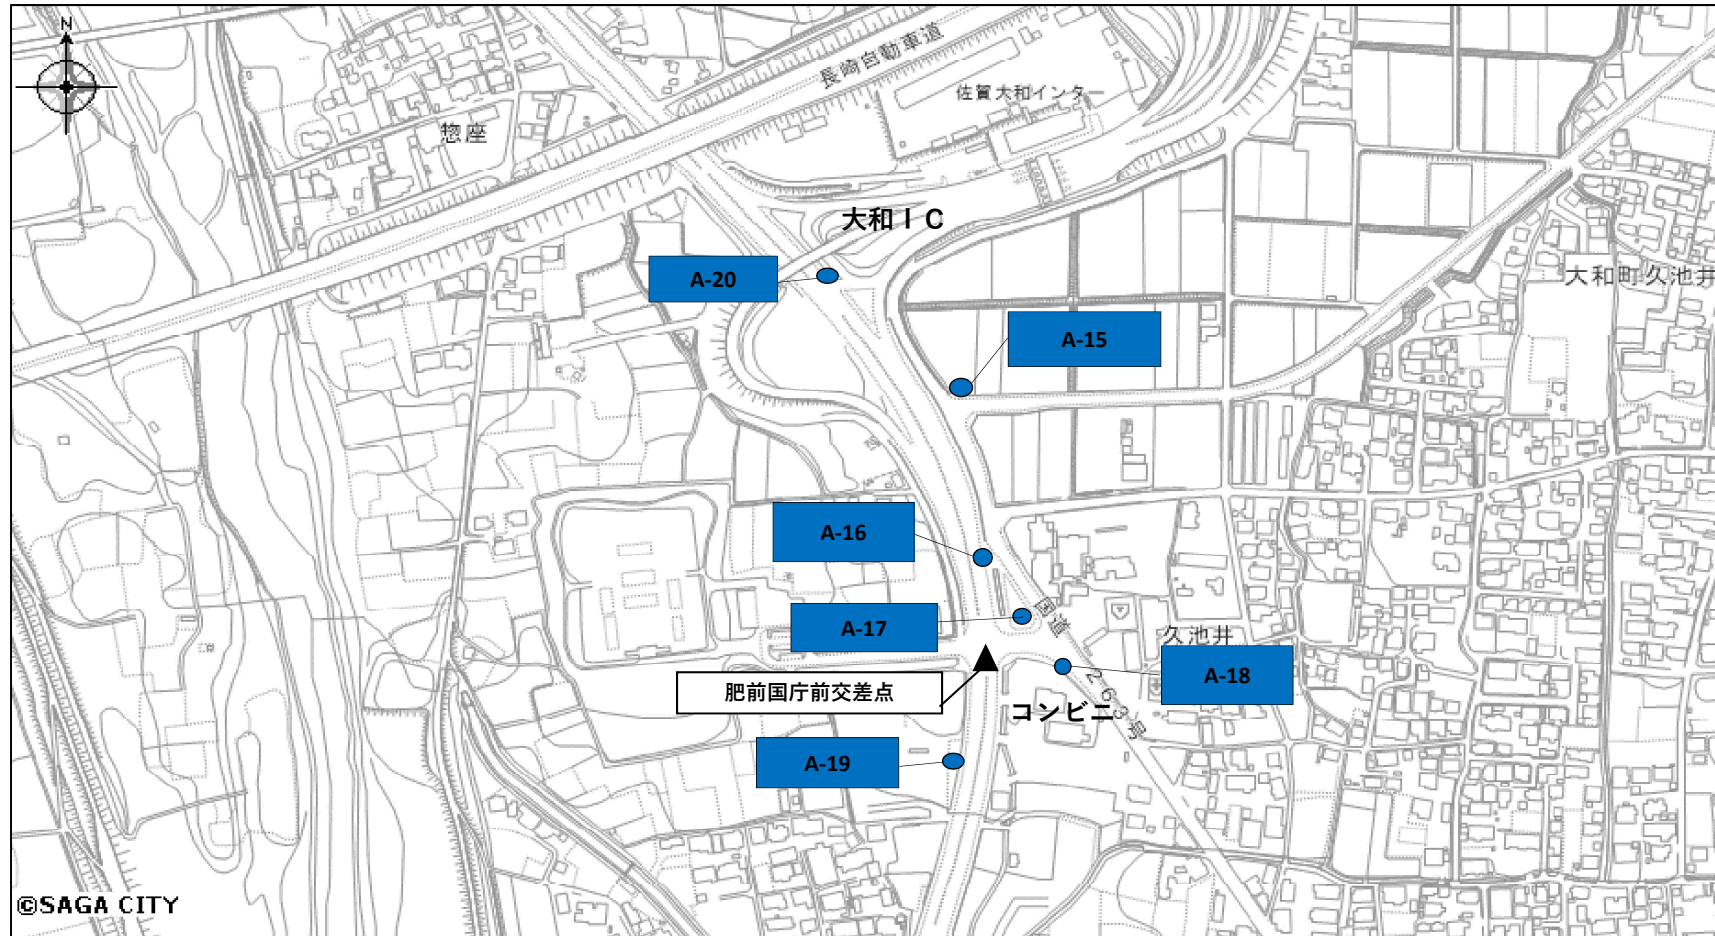 N
長崎自動車道
佐賀大和インター
惣座
大和ＩＣ
A-20
大和町久池井
A-15
A-16
国道
A-17
久池井
A-18
263号
肥前国庁前交差点
コンビニ
A-19
©SAGA CITY